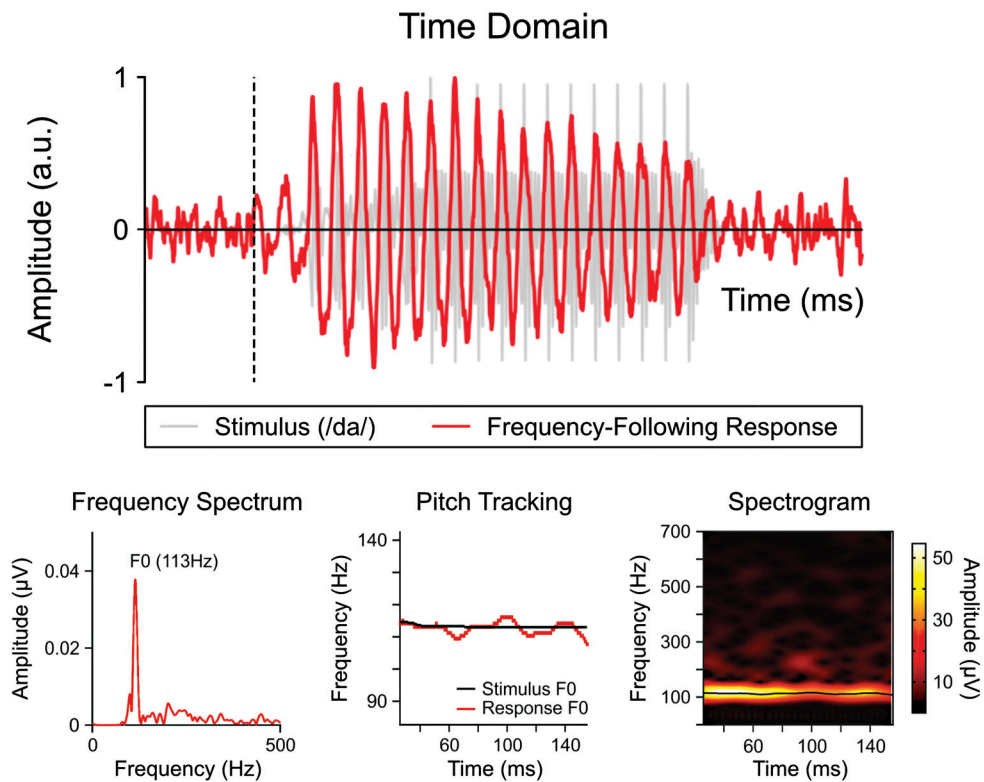 Time Domain
Amplitude (a.u.)
1
0
-1
Time (ms)
Stimulus (/da/)
Frequency-Following Response
Frequency Spectrum
Amplitude (μV)
0.04
0.02
0
F0 (113Hz)
0
500
Frequency (Hz)
Pitch Tracking
Frequency (Hz)
140
90
Stimulus F0
Response F0
60
100
140
Time (ms)
Spectrogram
Frequency (Hz)
700
500
300
100
60
100
140
Time (ms)
50
30
10
Amplitude (μV)